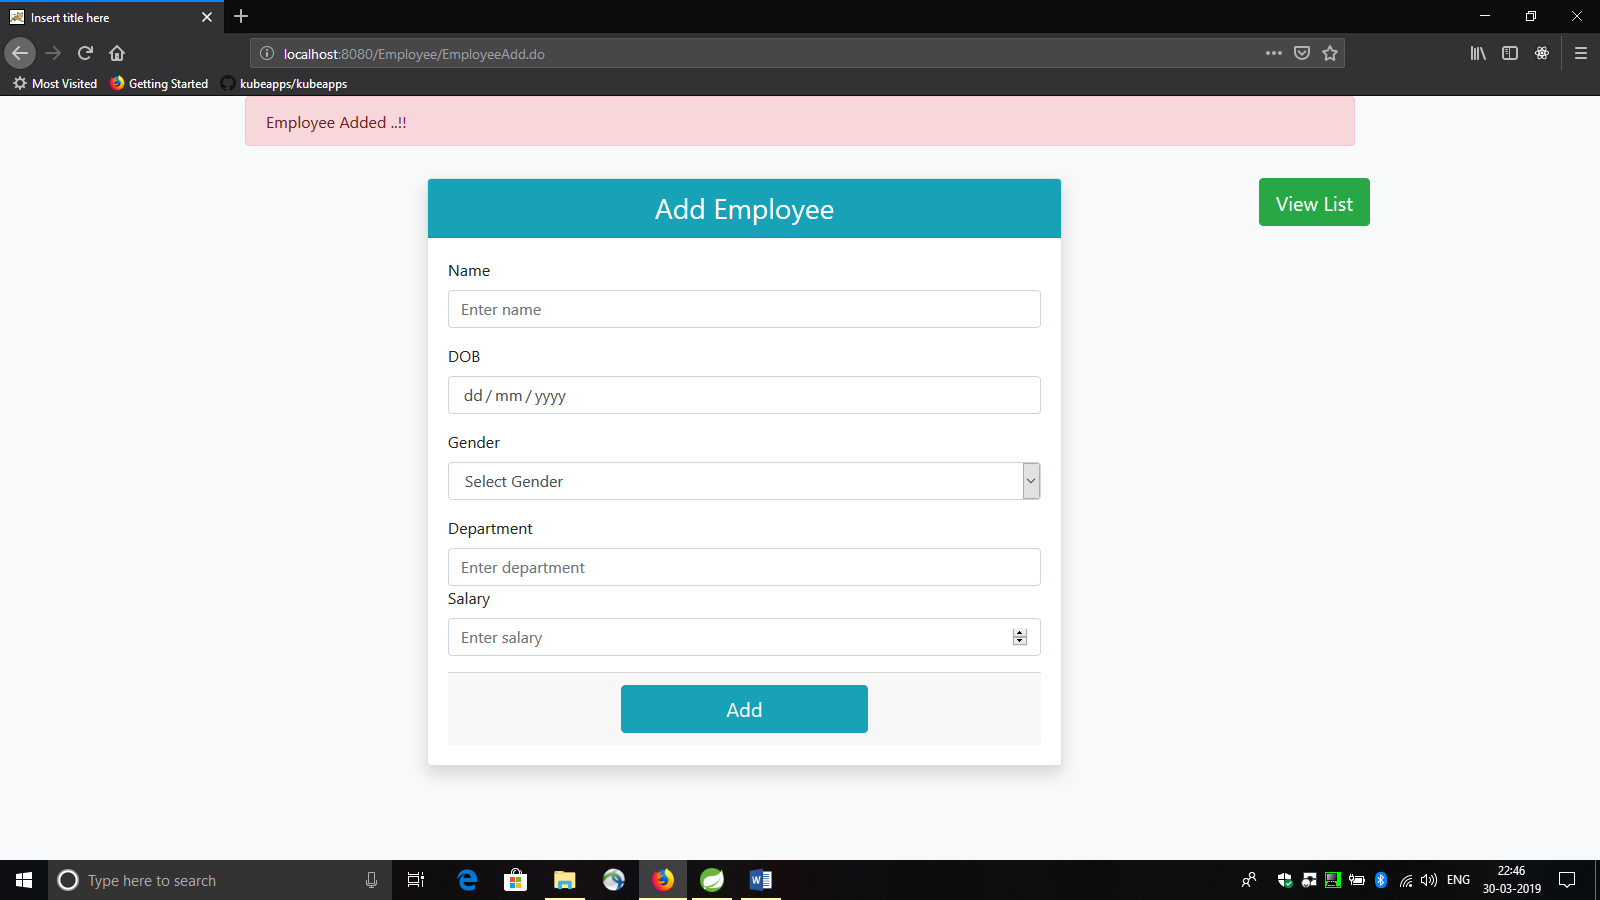 Insert title here
localhost:8080/Employee/EmployeeAdd.do
Most Visited Getting Started kubeapps/kubeapps
Employee Added ..!!
Add Employee
View List
Name
Enter name
DOB
dd / mm / yyyy
Gender
Select Gender
Department
Enter department
Salary
Enter salary
Add
Type here to search
ENG
22:46
30-03-2019